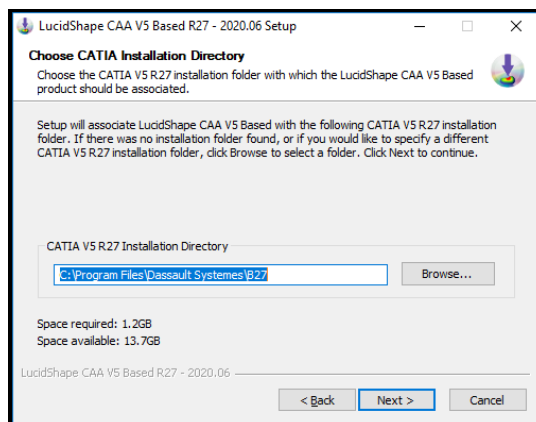 LucidShape CAA V5 Based R27 - 2020.06 Setup
Choose CATIA Installation Directory
Choose the CATIA V5 R27 installation folder with which the LucidShape CAA V5 Based
product should be associated.
Setup will associate LucidShape CAA V5 Based with the following CATIA V5 R27 installation
folder. If there was no installation folder found, or if you would like to specify a different
CATIA V5 R27 installation folder, click Browse to select a folder. Click Next to continue.
CATIA V5 R27 Installation Directory
C:\Program Files\Dassault Systemes\B27
Browse...
Space required: 1.2GB
Space available: 13.7GB
LucidShape CAA V5 Based R27 - 2020.06
< Back Next > Cancel